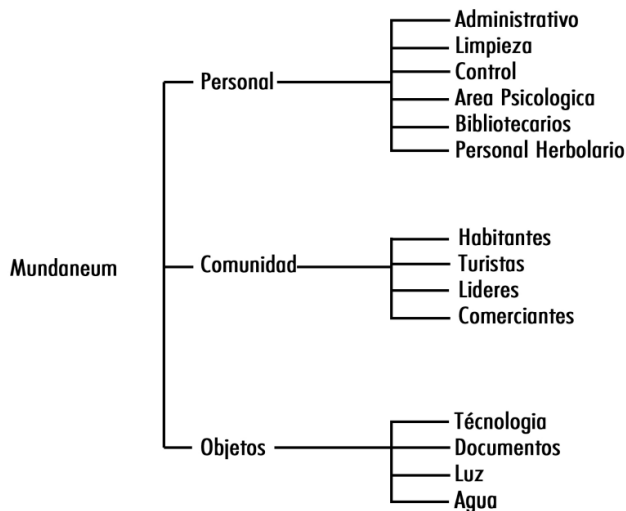 Administrativo
Limpieza
Personal
Control
Area Psicologica
Bibliotecarios
Personal Herbolario
Mundaneum
Comunidad
Habitantes
Turistas
Lideres
Comerciantes
Objetos
Técnologia
Documentos
Luz
Agua